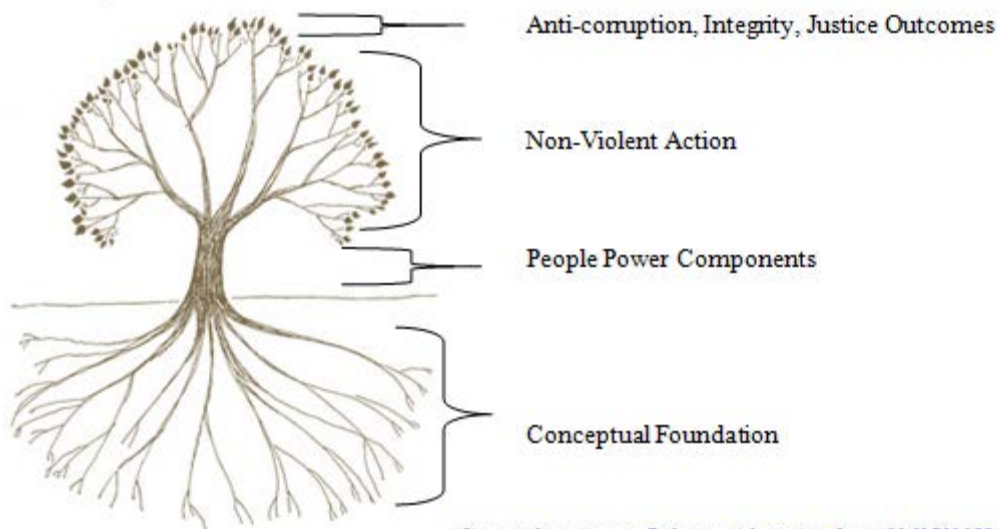 Anti-corruption, Integrity, Justice Outcomes
Non-Violent Action
People Power Components
Conceptual Foundation